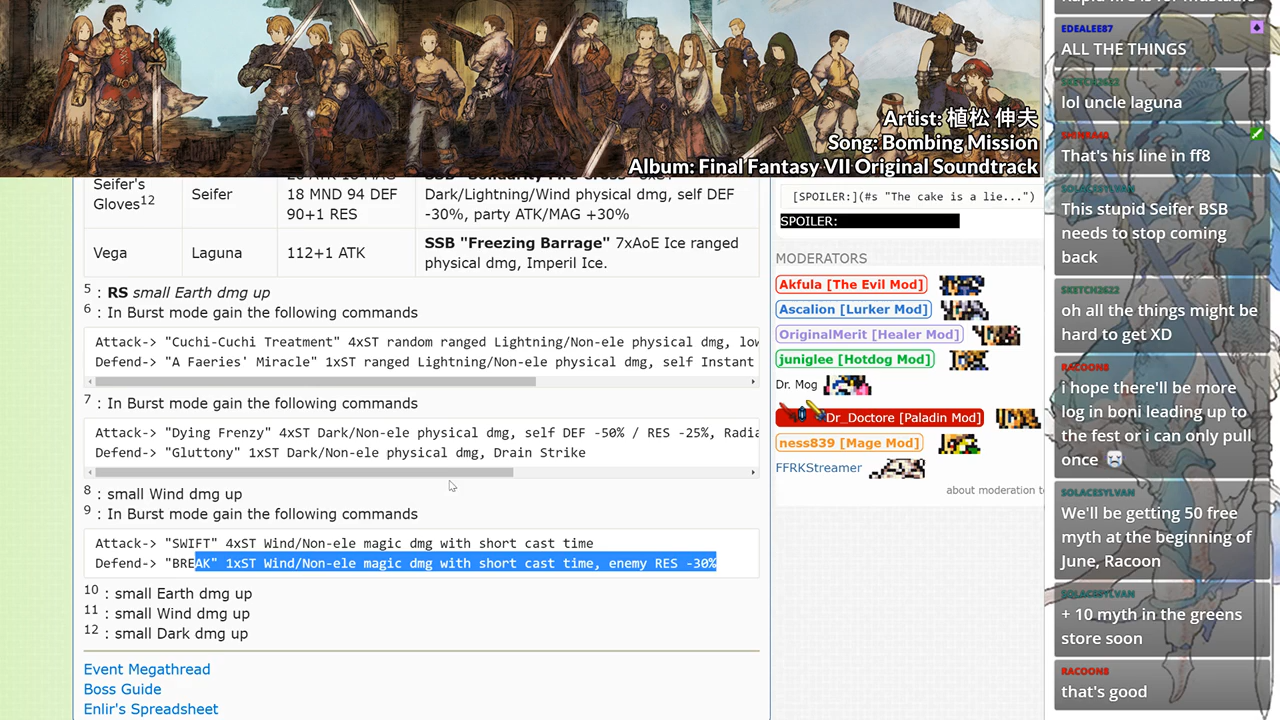 Artist: 植松 伸夫
Song: Bombing Mission
Album: Final Fantasy VII Original Soundtrack
Seifer's
Gloves12
Seifer
18 MND 94 DEF
90+1 RES
Dark/Lightning/Wind physical dmg, self DEF
-30%, party ATK/MAG +30%
Vega
Laguna
112+1 ATK
SSB "Freezing Barrage" 7xAoE Ice ranged
physical dmg, Imperil Ice.
5 : RS small Earth dmg up
6 : In Burst mode gain the following commands
Attack-> "Cuchi-Cuchi Treatment" 4xST random ranged Lightning/Non-ele physical dmg, low
Defend-> "A Faeries' Miracle" 1xST ranged Lightning/Non-ele physical dmg, self Instant
7 : In Burst mode gain the following commands
Attack-> "Dying Frenzy" 4xST Dark/Non-ele physical dmg, self DEF -50% / RES -25%, Radia
Defend-> "Gluttony" 1xST Dark/Non-ele physical dmg, Drain Strike
8 : small Wind dmg up
9 : In Burst mode gain the following commands
Attack-> "SWIFT" 4xST Wind/Non-ele magic dmg with short cast time
Defend-> "BREAK" 1xST Wind/Non-ele magic dmg with short cast time, enemy RES -30%
10 : small Earth dmg up
11 : small Wind dmg up
12 : small Dark dmg up
Event Megathread
Boss Guide
Enlir's Spreadsheet
[SPOILER:](#s "The cake is a lie...")
SPOILER:
MODERATORS
Akfula [The Evil Mod]
Ascalion [Lurker Mod]
OriginalMerit [Healer Mod]
juniglee [Hotdog Mod]
Dr. Mog
Dr_Doctore [Paladin Mod]
ness839 [Mage Mod]
FFRKStreamer
about moderation t
EDEALEE87
ALL THE THINGS
SKETCH2622
lol uncle laguna
That's his line in ff8
SOLACESYLVAN
This stupid Seifer BSB
needs to stop coming
back
SKETCH2622
oh all the things might be
hard to get XD
RACOON8
i hope there'll be more
log in boni leading up to
the fest or i can only pull
once
SOLACESYLVAN
We'll be getting 50 free
myth at the beginning of
June, Racoon
SOLACESYLVAN
+ 10 myth in the greens
store soon
RACOON8
that's good